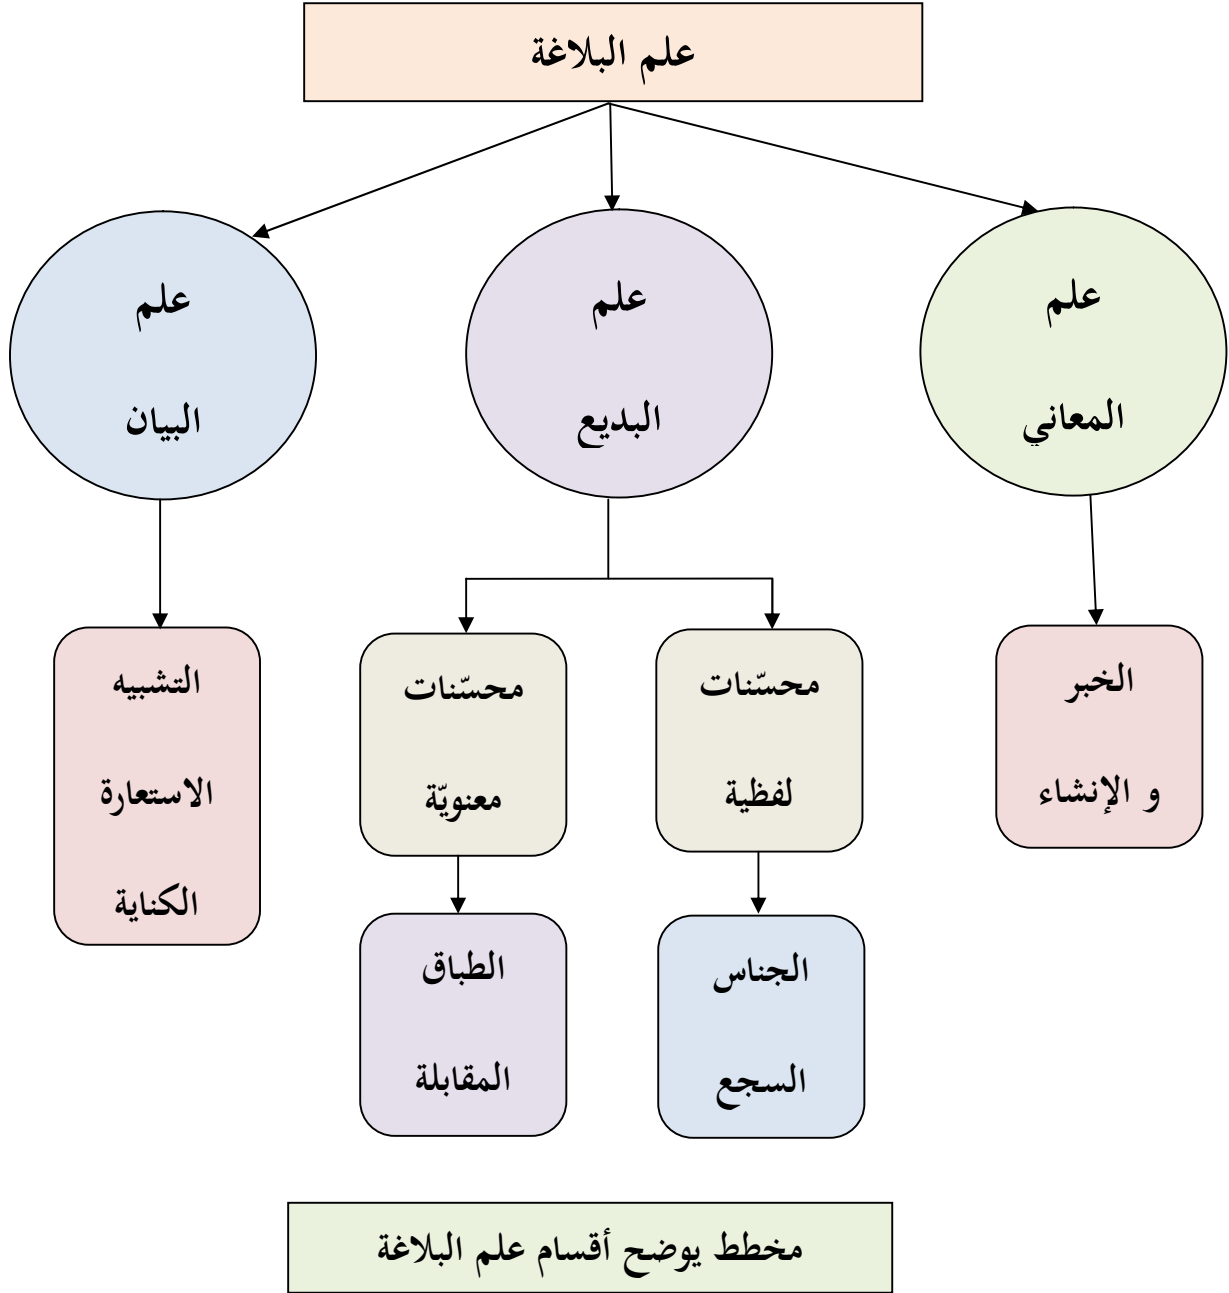 علم البلاغة
علم
المعاني
علم
البديع
علم
البيان
الخبر
و الإنشاء
محسّنات
لفظية
محسّنات
معنويّة
التشبيه
الاستعارة
الكناية
الجناس
السجع
الطباق
المقابلة
مخطط يوضح أقسام علم البلاغة